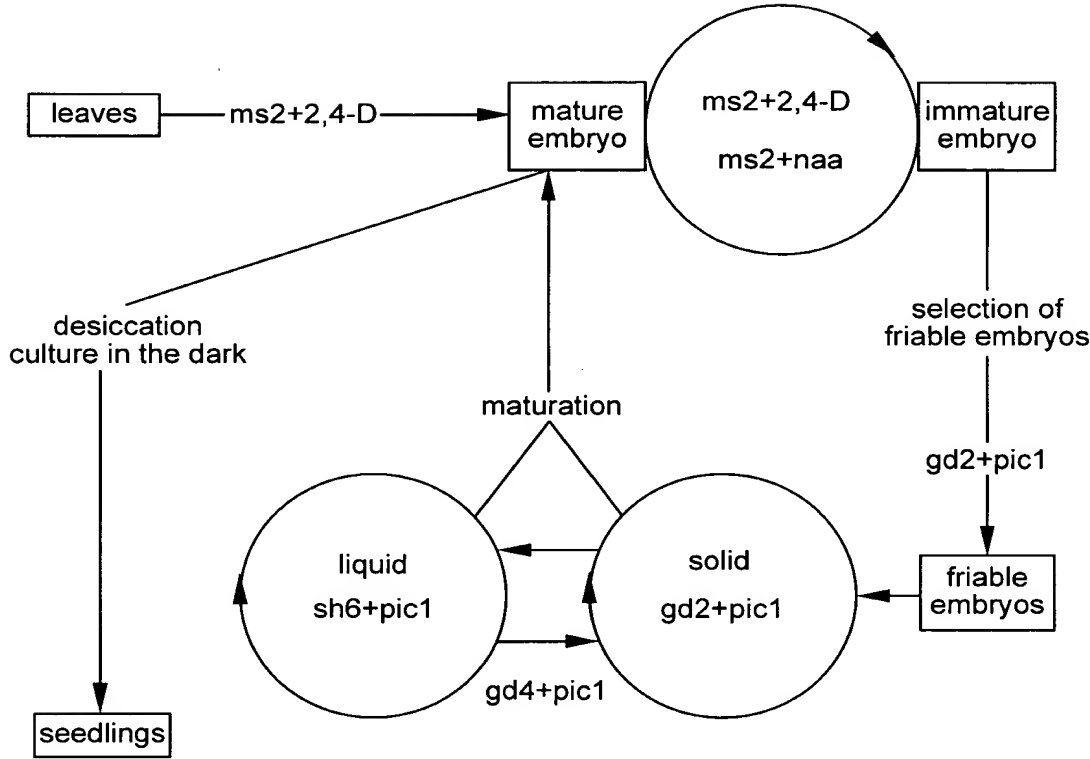 leaves
ms2+2,4-D
mature
embryo
ms2+2,4-D
ms2+naa
immature
embryo
desiccation
culture in the dark
selection of
friable embryos
maturation
gd2+pic1
liquid
sh6+pic1
solid
gd2+pic1
friable
embryos
gd4+pic1
seedlings